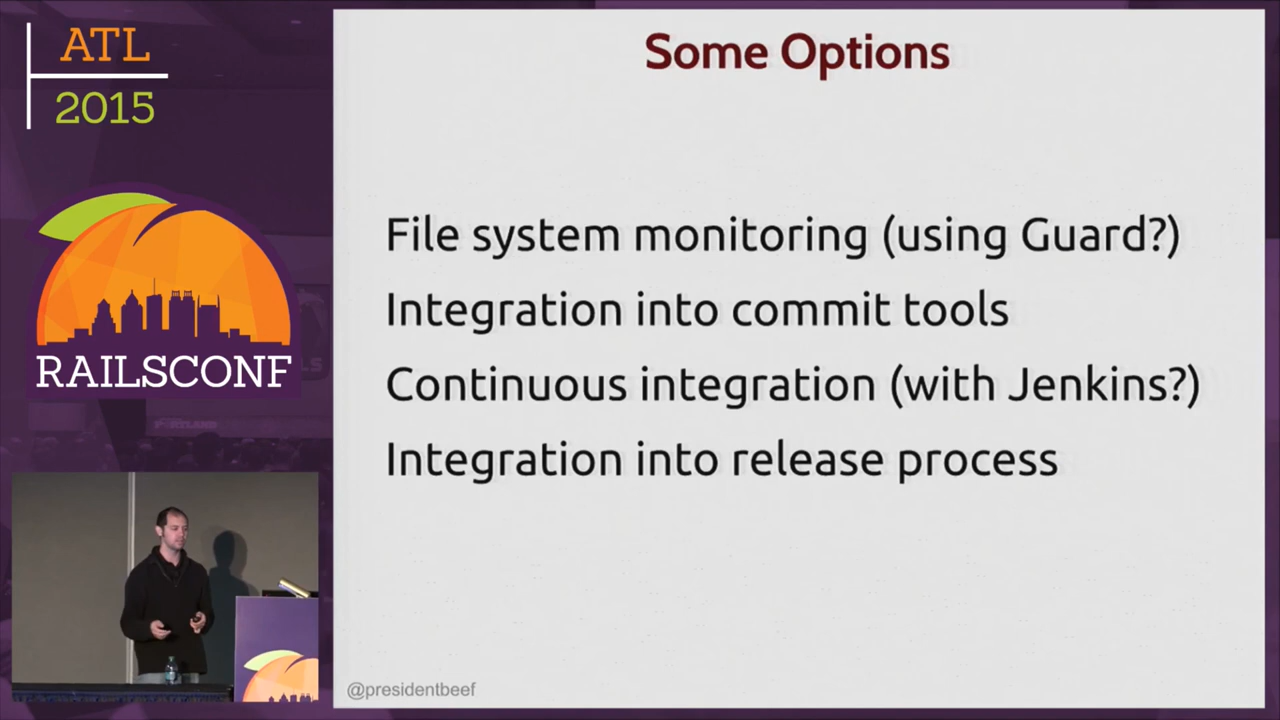 ATL
2015
RAILSCONF
Some Options
File system monitoring (using Guard?)
Integration into commit tools
Continuous integration (with Jenkins?)
Integration into release process
@presidentbeef